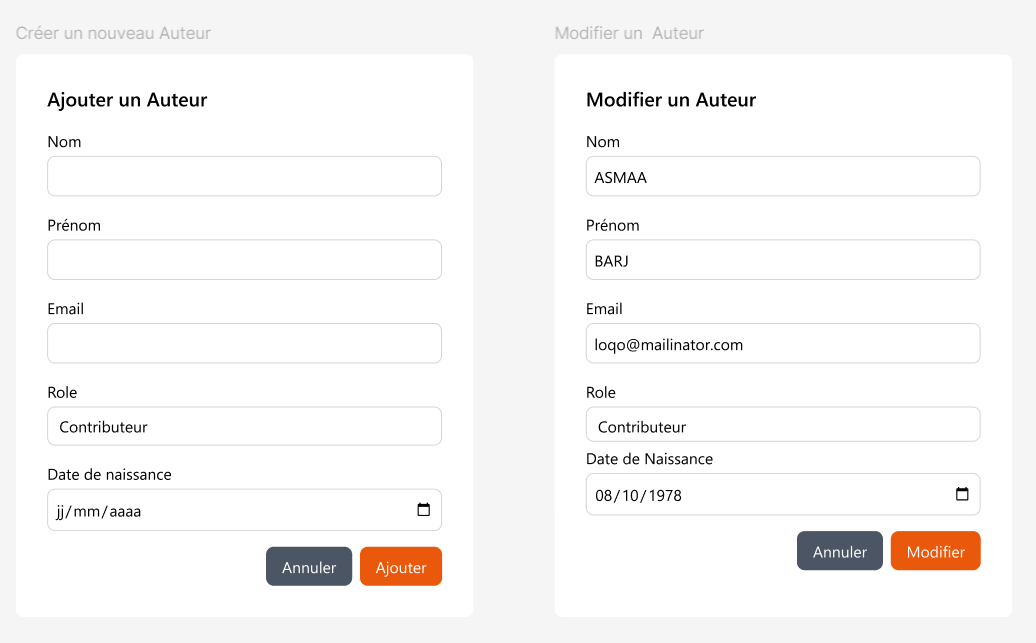 Créer un nouveau Auteur
Ajouter un Auteur
Nom
Prénom
Email
Role
Contributeur
Date de naissance
jj/mm/aaaa
Annuler
Ajouter
Modifier un  Auteur
Modifier un Auteur
Nom
ASMAA
Prénom
BARJ
Email
loqo@mailinator.com
Role
Contributeur
Date de Naissance
08/10/1978
Annuler
Modifier